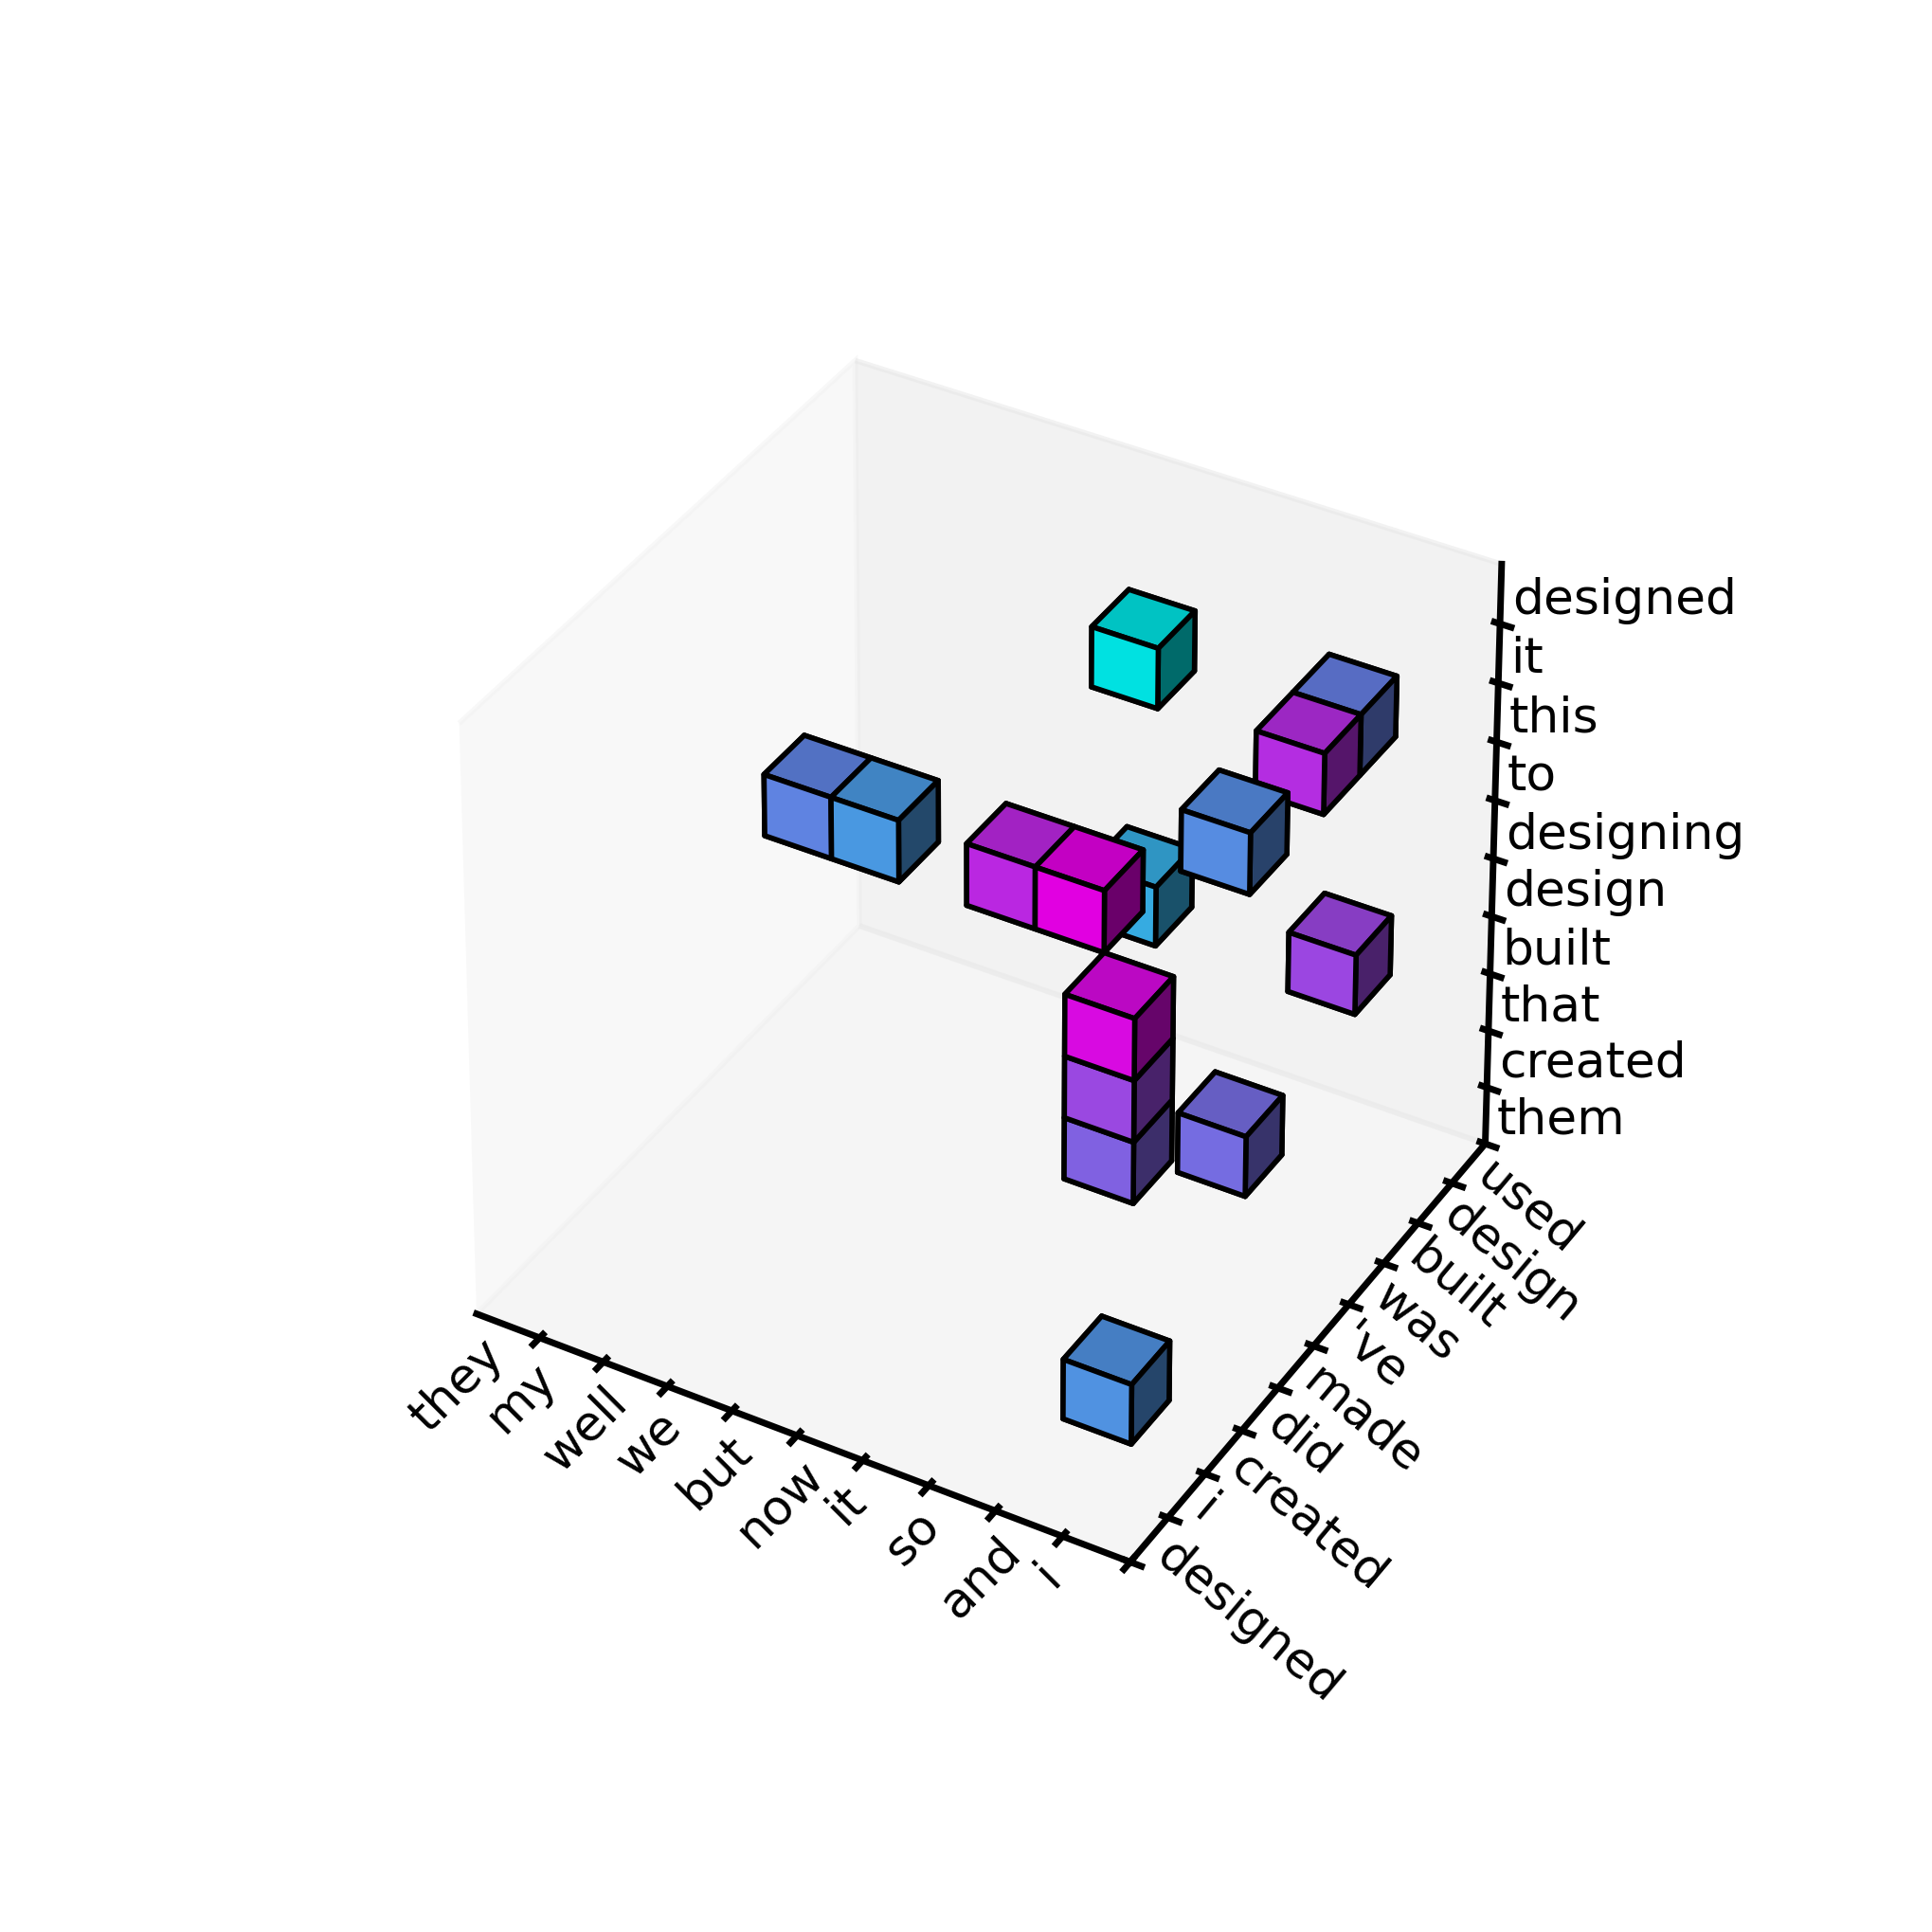 designed
it
this
to
designing
design
built
that
created
them
used
design
built
was
've
made
did
created
i
designed
they
my
well
we
but
now
it
so
and
i